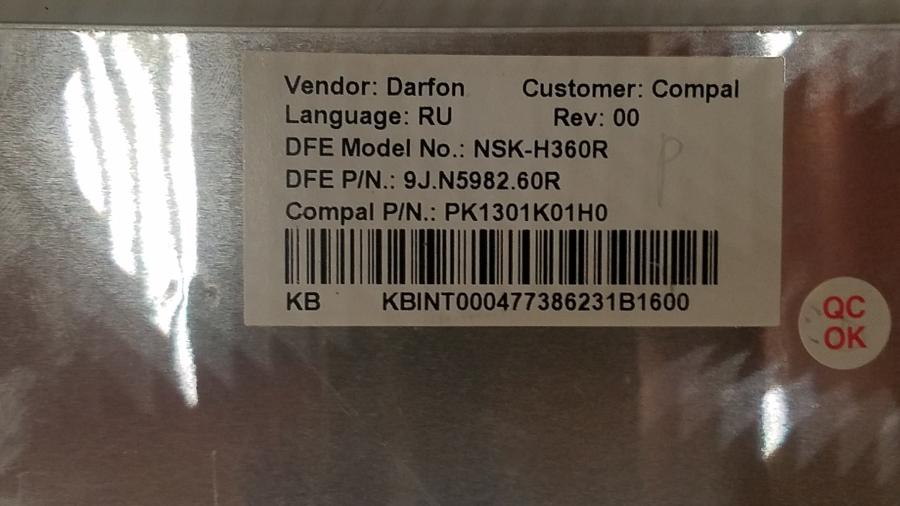 Vendor: Darfon Customer: Compal
Language: RU Rev: 00
DFE Model No.: NSK-H360R
DFE P/N.: 9J.N5982.60R
Compal P/N.: PK1301K01H0
KB KBINT000477386231B1600
P
QC
OK